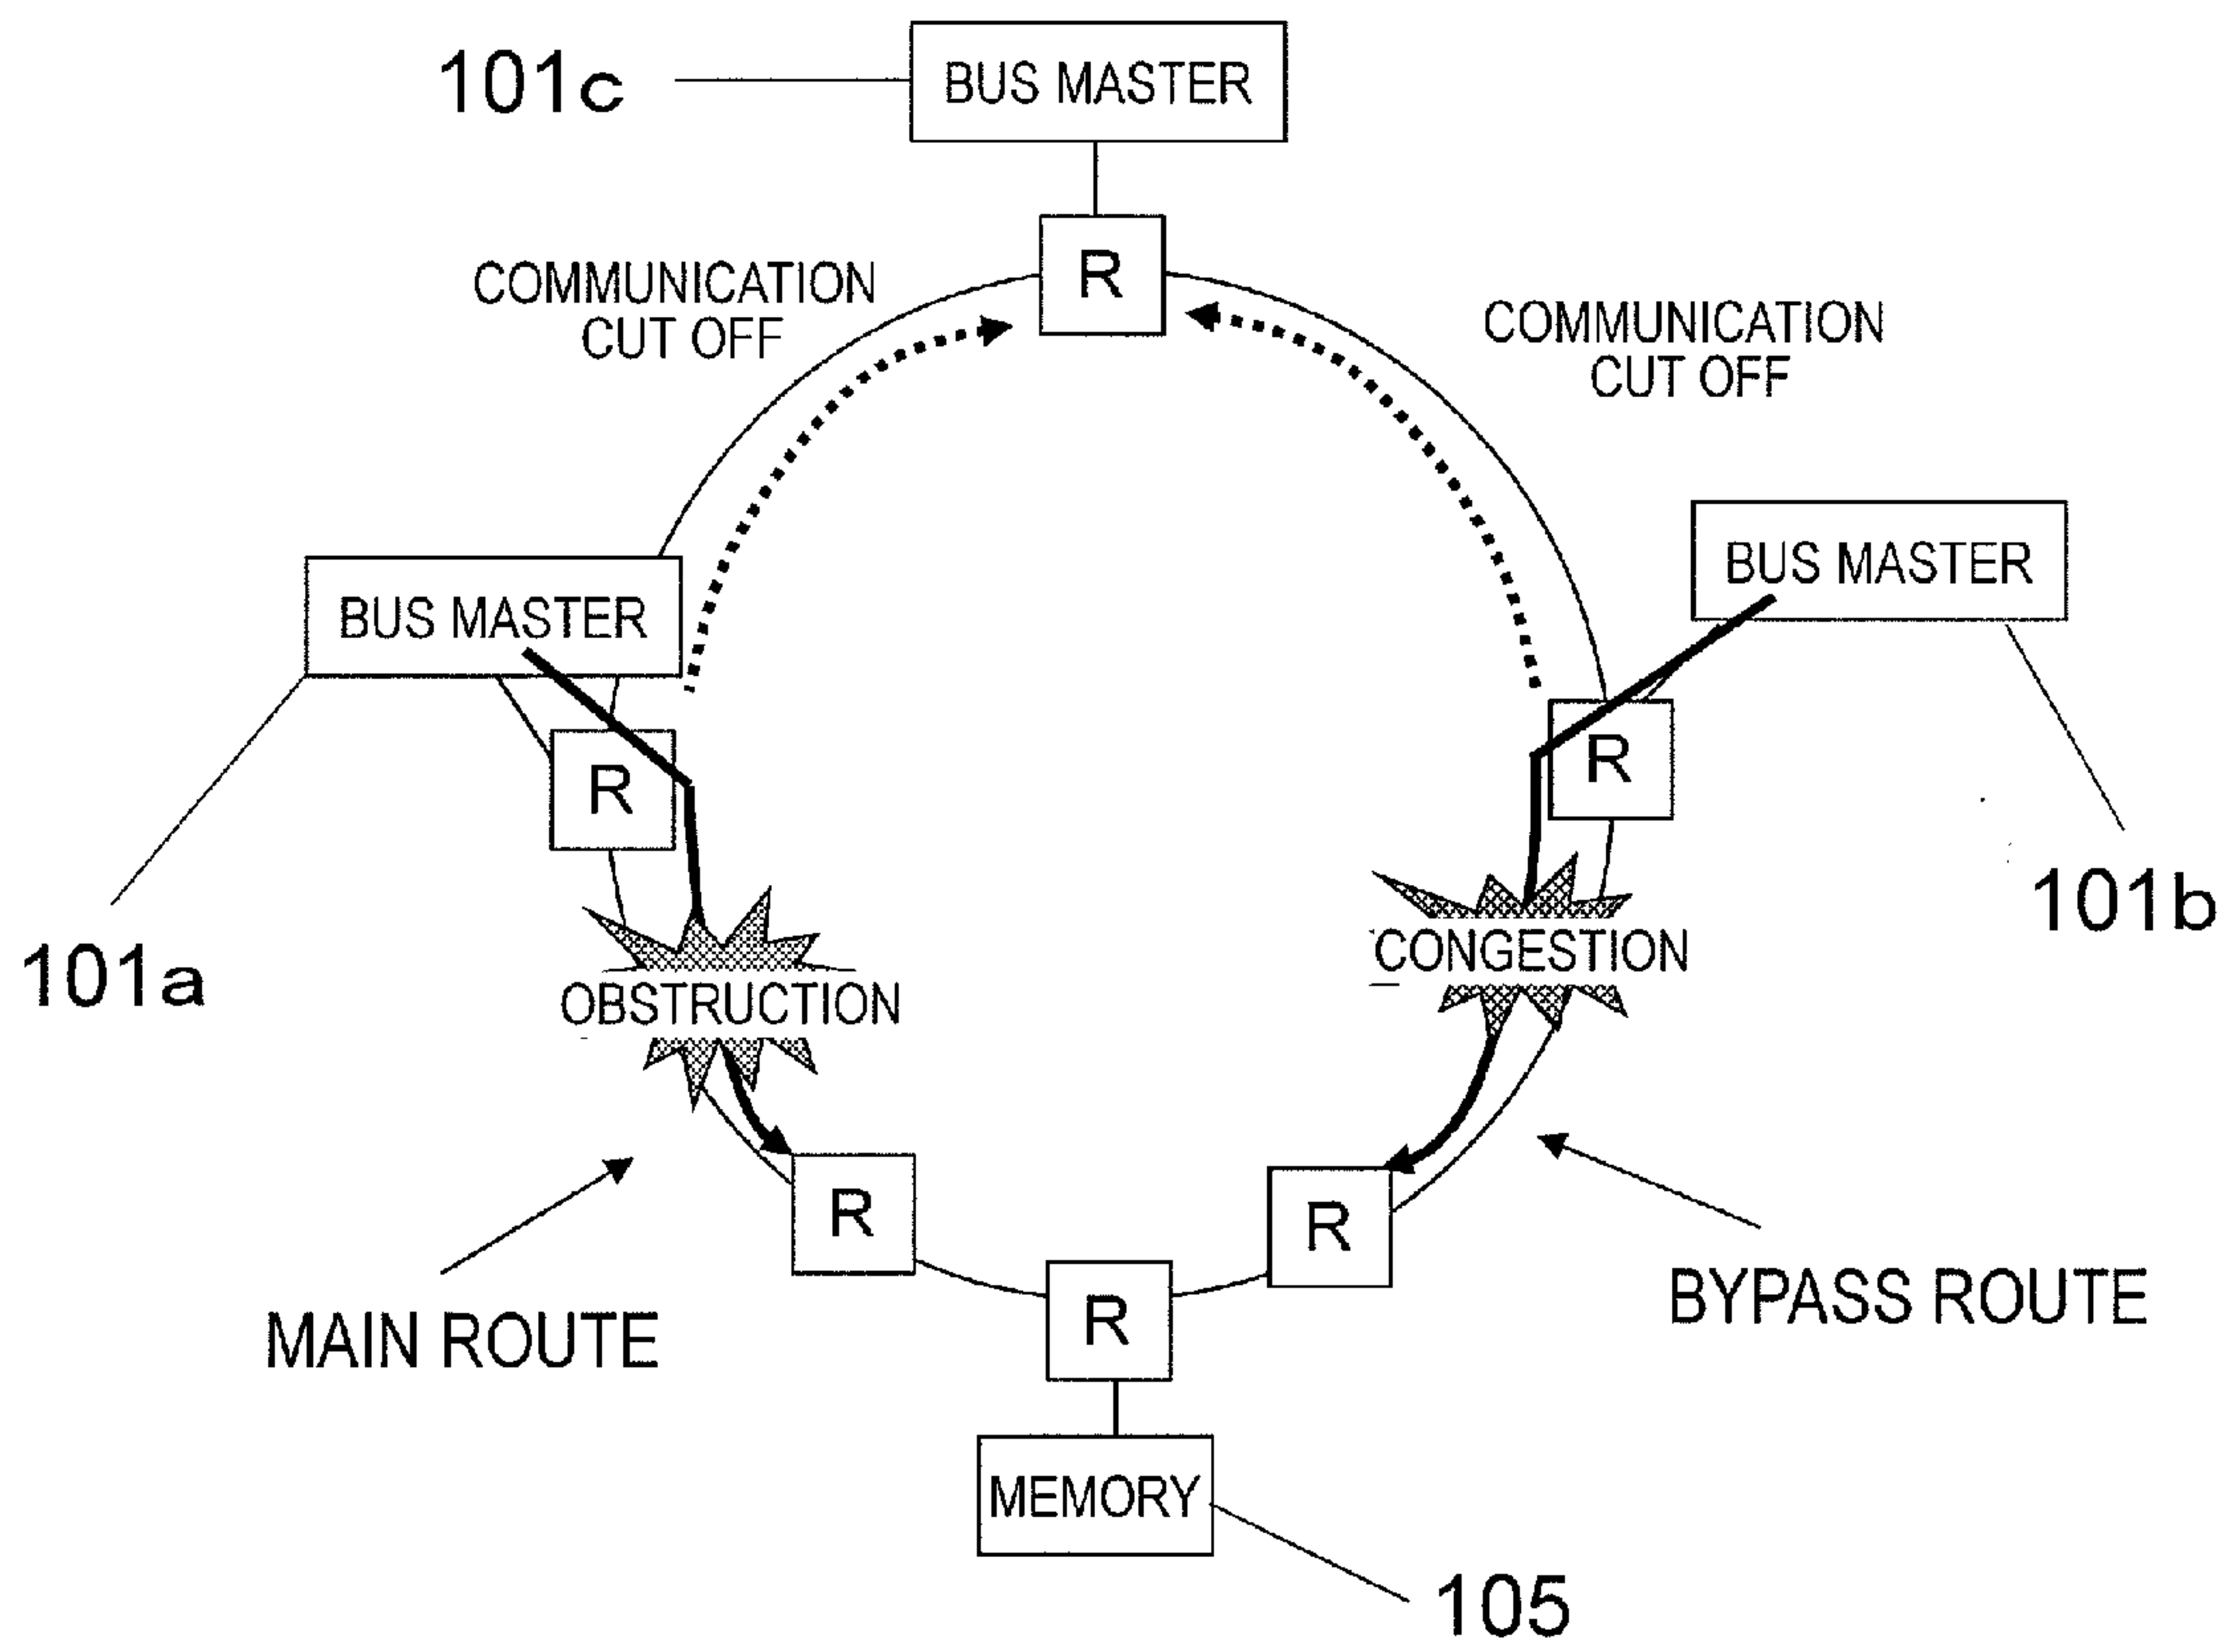 101c
BUS MASTER
R
COMMUNICATION
CUT OFF
COMMUNICATION
CUT OFF
BUS MASTER
BUS MASTER
R
R
101b
101a
CONGESTION
OBSTRUCTION
R
R
MAIN ROUTE
R
BYPASS ROUTE
MEMORY
105